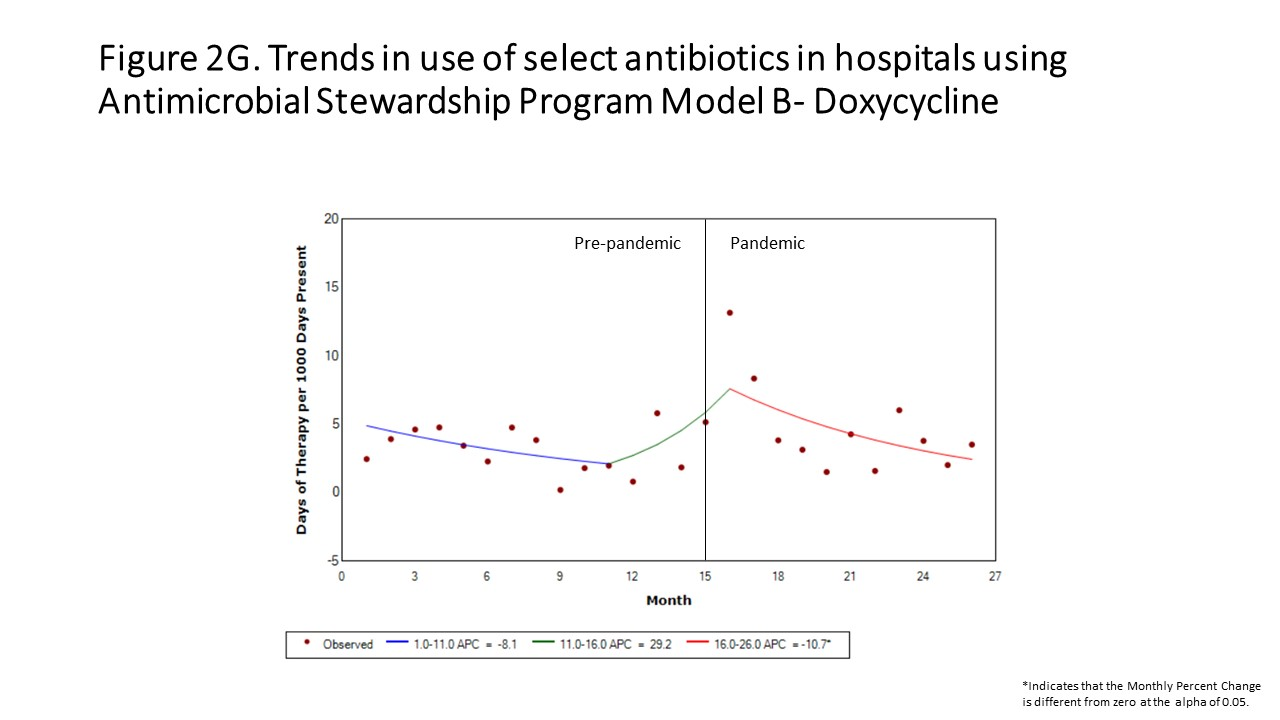 Figure 2G. Trends in use of select antibiotics in hospitals using
Antimicrobial Stewardship Program Model B- Doxycycline
Days of Therapy per 1000 Days Present
20
15
10
5
0
-5
Pre-pandemic
Pandemic
0 3 6 9 12 15 18 21 24 27
Month
Observed 1.0-11.0 APC = -8.1 11.0-16.0 APC = 29.2 16.0-26.0 APC = -10.7*
*Indicates that the Monthly Percent Change
is different from zero at the alpha of 0.05.